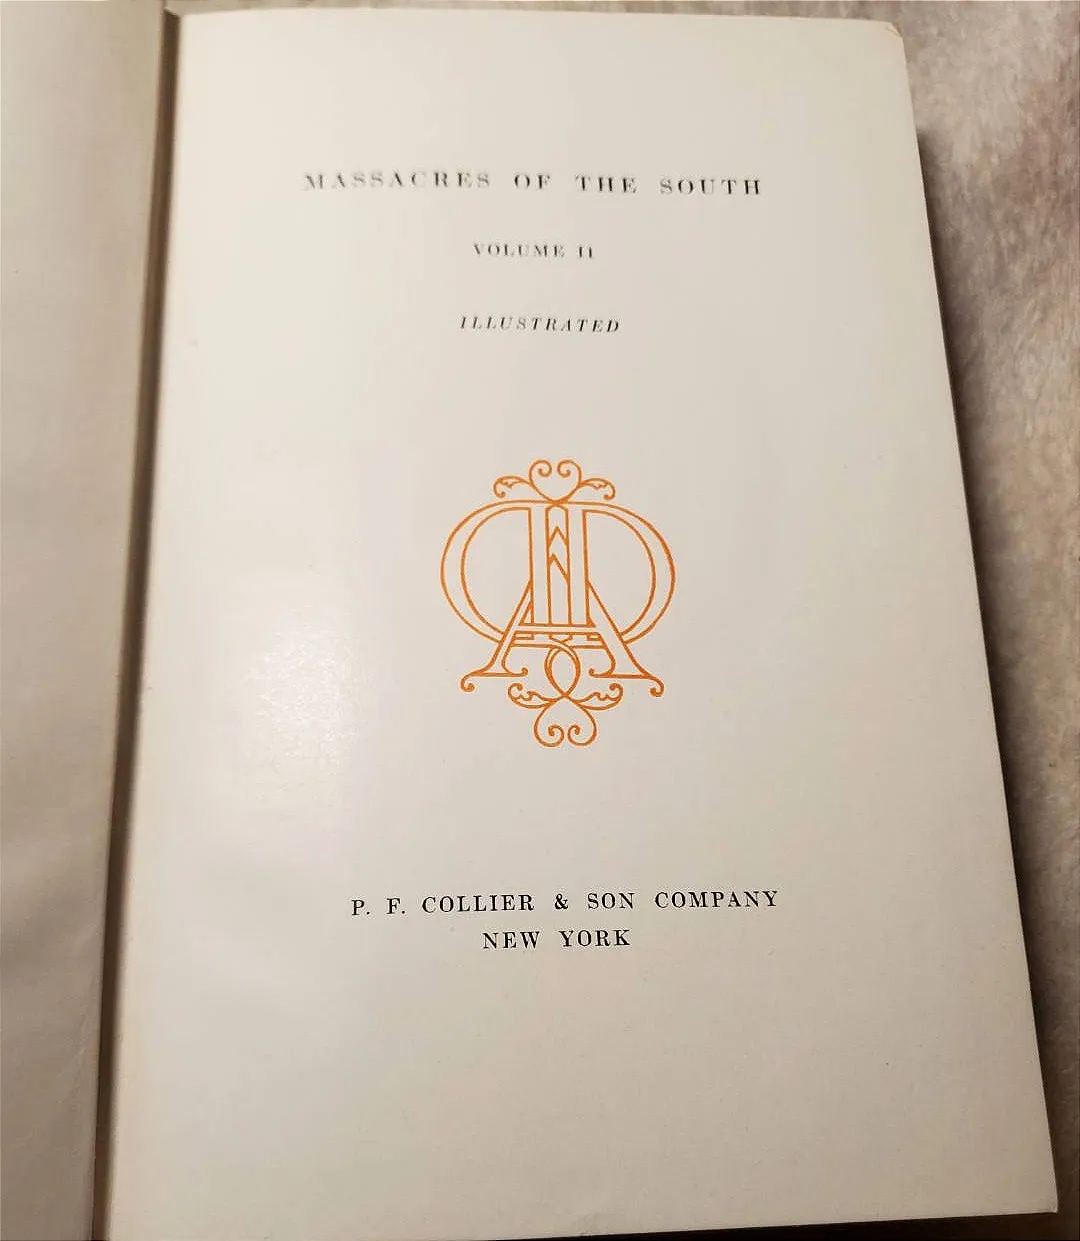 MASSACRES OF THE SOUTH
VOLUME II
ILLUSTRATED
P. F. COLLIER & SON COMPANY
NEW YORK